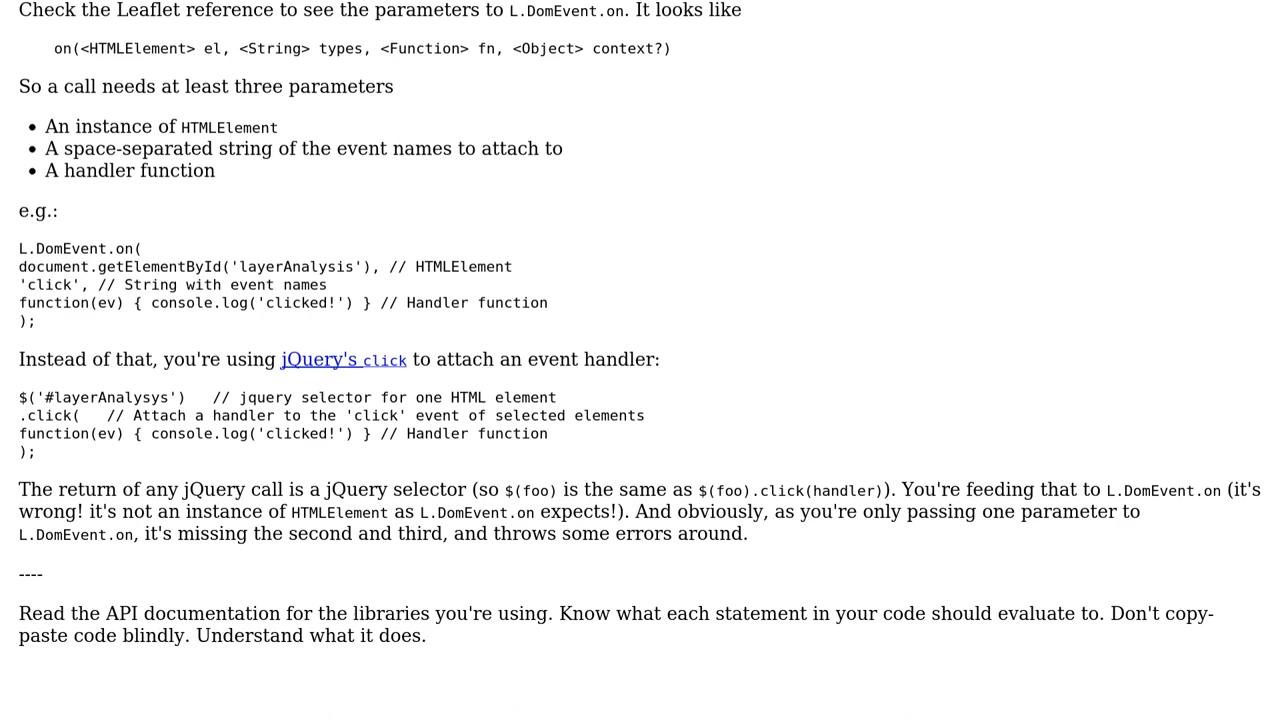 Check the Leaflet reference to see the parameters to L.DomEvent.on. It looks like
on(<HTMLElement> el, <String> types, <Function> fn, <Object> context?)
So a call needs at least three parameters
• An instance of HTMLElement
• A space-separated string of the event names to attach to
• A handler function
e.g.:
L.DomEvent.on(
document.getElementById('layerAnalysis'), // HTMLElement
'click', // String with event names
function(ev) { console.log('clicked!') } // Handler function
);
Instead of that, you're using jQuery's click to attach an event handler:
$('#layerAnalysys')   // jquery selector for one HTML element
.click(   // Attach a handler to the 'click' event of selected elements
function(ev) { console.log('clicked!') } // Handler function
);
The return of any jQuery call is a jQuery selector (so $(foo) is the same as $(foo).click(handler)). You're feeding that to L.DomEvent.on (it's
wrong! it's not an instance of HTMLElement as L.DomEvent.on expects!). And obviously, as you're only passing one parameter to
L.DomEvent.on, it's missing the second and third, and throws some errors around.
----
Read the API documentation for the libraries you're using. Know what each statement in your code should evaluate to. Don't copy-
paste code blindly. Understand what it does.